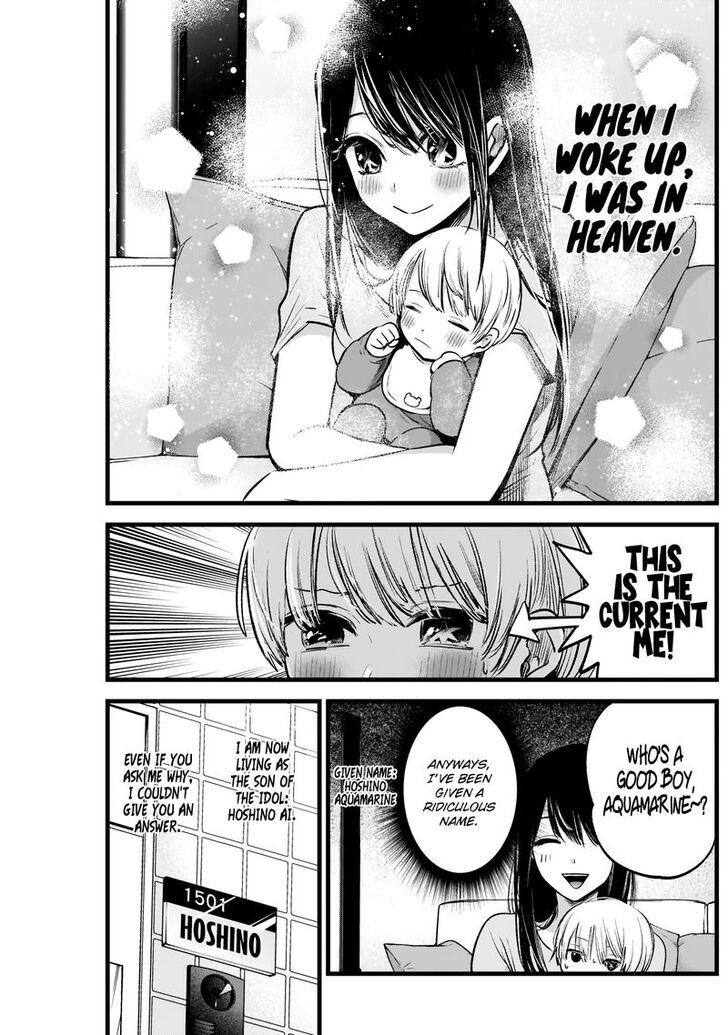 WHEN I
WOKE UP,
I WAS IN
HEAVEN.
THIS
IS THE
CURRENT
ME!
WHO'S A
GOOD BOY,
AQUAMARINE~?
ANYWAYS,
I'VE BEEN
GIVEN A
RIDICULOUS
NAME.
GIVEN NAME:
HOSHINO
AQUAMARINE
I AM NOW
LIVING AS
THE SON OF
THE IDOL:
HOSHINO AI.
EVEN IF YOU
ASK ME WHY,
I COULDN'T
GIVE YOU AN
ANSWER.
1501
HOSHINO